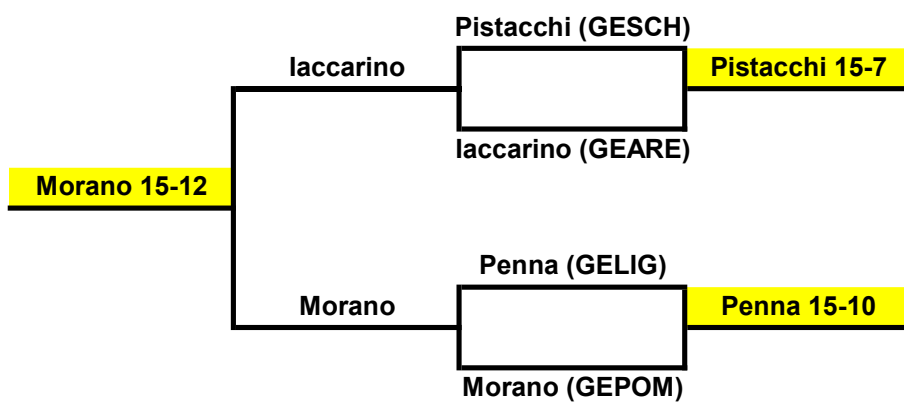 Pistacchi (GESCH)
Iaccarino
Pistacchi 15-7
Iaccarino (GEARE)
Morano 15-12
Penna (GELIG)
Morano
Penna 15-10
Morano (GEPOM)